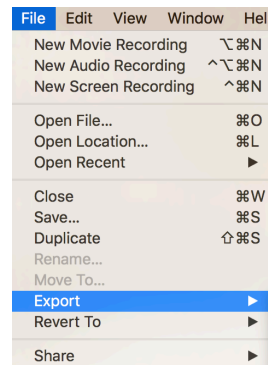 File Edit View Window Hel
New Movie Recording ⌥⌘N
New Audio Recording ^⌥⌘N
New Screen Recording ^⌘N
Open File... ⌘O
Open Location... ⌘L
Open Recent ▶
Close ⌘W
Save... ⌘S
Duplicate ⇧⌘S
Rename...
Move To...
Export ▶
Revert To ▶
Share ▶